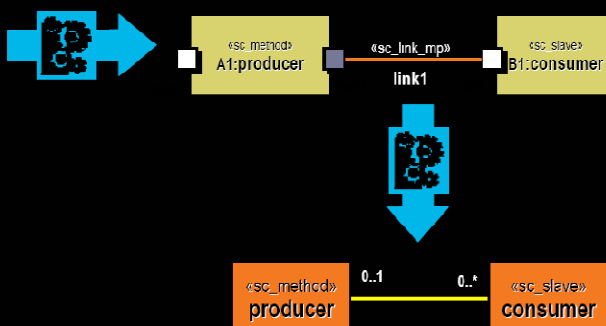 «sc_method»
A1:producer
«sc_link_mp»
link1
«sc_slave»
B1:consumer
«sc_method»
producer
0..1
0..*
«sc_slave»
consumer